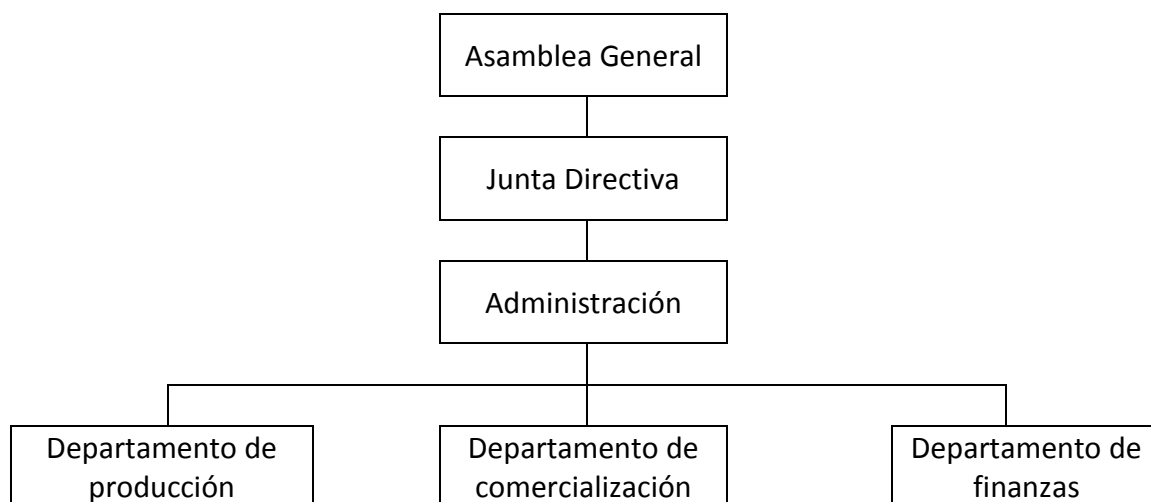 Asamblea General
Junta Directiva
Administración
Departamento de
producción
Departamento de
comercialización
Departamento de
finanzas